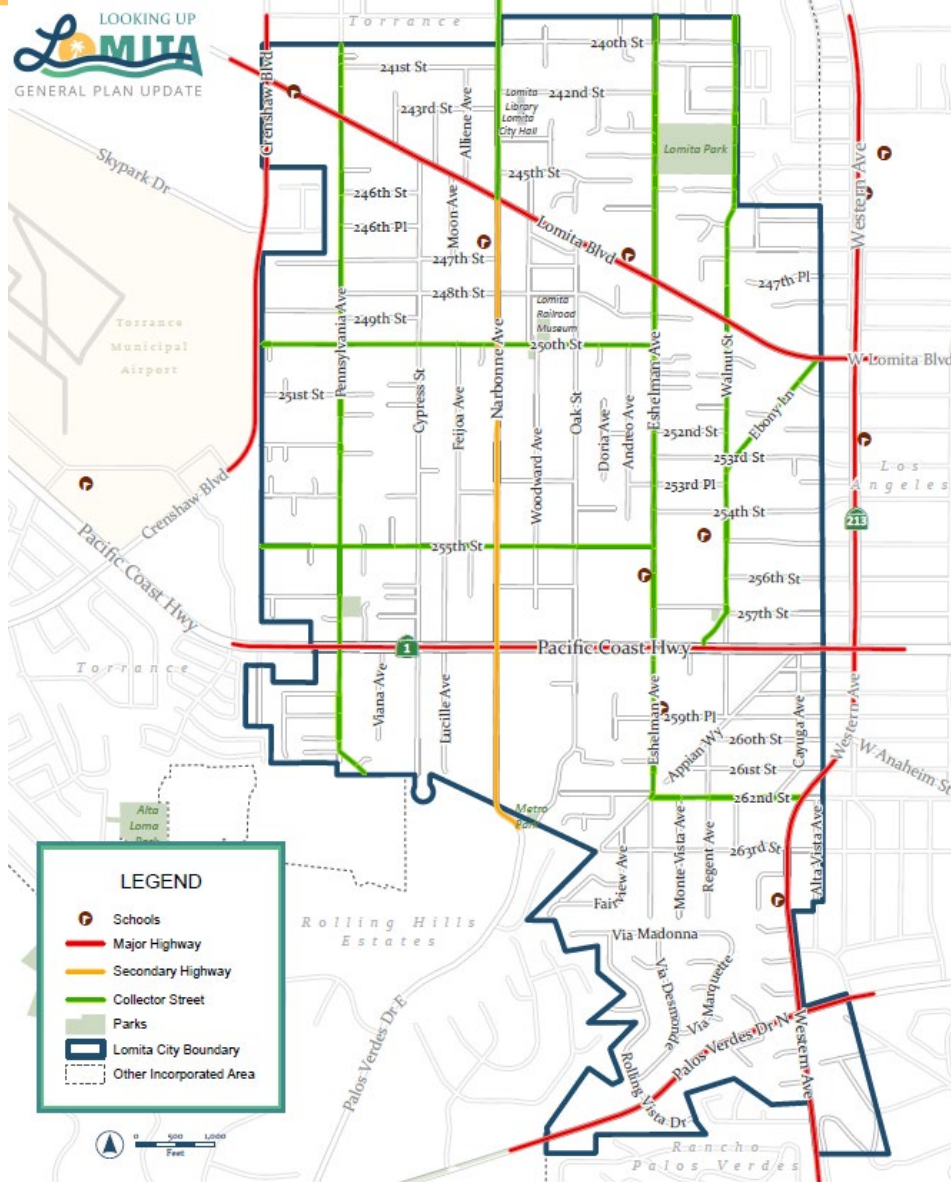 LOOKING UP
LOMITA
GENERAL PLAN UPDATE
Torrance
Crenshaw Blvd
240th St
241st St
242nd St
243rd St
Alliene Ave
Lomita
Library
Lomita
City Hall
Lomita Park
Skypark Dr
245th St
246th St
246th Pl
Moon Ave
Lomita Blvd
Western Ave
247th St
247th Pl
248th St
249th St
Lomita
Railroad
Museum
Torrance
Municipal
Airport
Pennsylvania Ave
Narbonne Ave
250th St
Eshelman Ave
Walnut St
W Lomita Blvd
251st St
Cypress St
Feijoa Ave
Woodward Ave
Oak St
Doria Ave
Andreo Ave
Ebony Ln
252nd St
253rd St
253rd Pl
254th St
Los
Angeles
213
Crenshaw Blvd
Pacific Coast Hwy
255th St
256th St
257th St
1
Pacific Coast Hwy
Torrance
Viana Ave
Lucille Ave
Eshelman Ave
259th Pl
Appian Wy
260th St
261st St
262nd St
Cayuga Ave
Western Ave
W Anaheim St
Metro
Park
Alta
Loma
Park
263rd St
Fairview Ave
Monte Vista Ave
Regent Ave
Alta Vista Ave
Rolling Hills
Estates
Via Madonna
Via Desmonde
Via Marquette
Palos Verdes Dr N
Western Ave
Palos Verdes Dr E
Rolling Vista Dr
Rancho
Palos Verdes
LEGEND
Schools
Major Highway
Secondary Highway
Collector Street
Parks
Lomita City Boundary
Other Incorporated Area
0 500 1,000
Feet